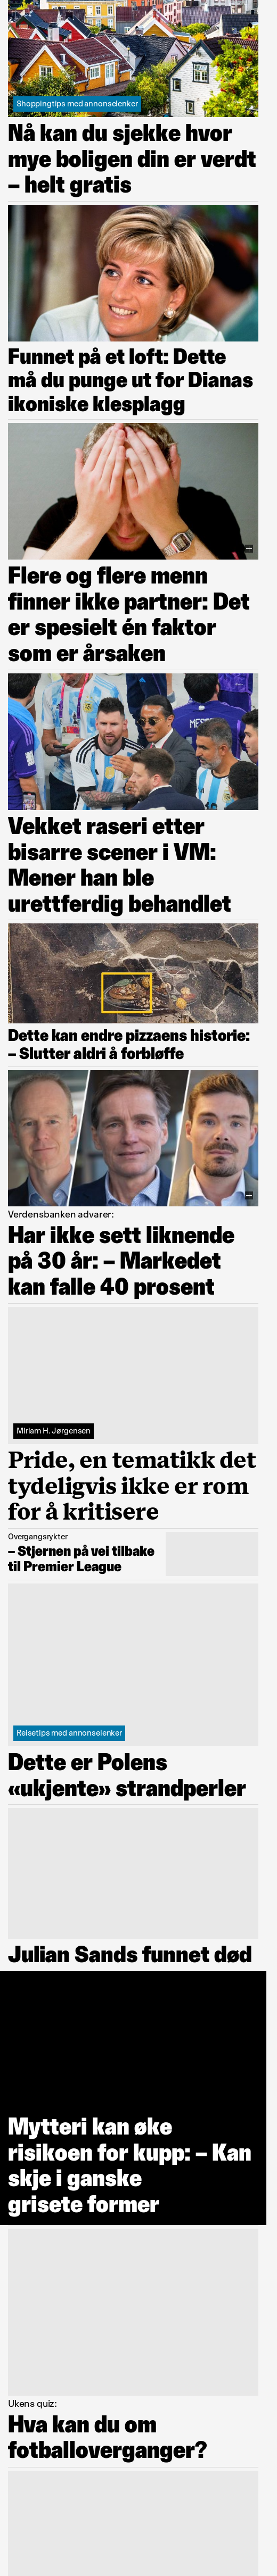 Shoppingtips med annonselenker
Nå kan du sjekke hvor
mye boligen din er verdt
– helt gratis
Funnet på et loft: Dette
må du punge ut for Dianas
ikoniske klesplagg
Flere og flere menn
finner ikke partner: Det
er spesielt én faktor
som er årsaken
MESSI
Vekket raseri etter
bisarre scener i VM:
Mener han ble
urettferdig behandlet
Dette kan endre pizzaens historie:
– Slutter aldri å forbløffe
Verdensbanken advarer:
Har ikke sett liknende
på 30 år: – Markedet
kan falle 40 prosent
Miriam H. Jørgensen
Pride, en tematikk det
tydeligvis ikke er rom
for å kritisere
Overgangsrykter
– Stjernen på vei tilbake
til Premier League
Reisetips med annonselenker
Dette er Polens
«ukjente» strandperler
Julian Sands funnet død
Mytteri kan øke
risikoen for kupp: – Kan
skje i ganske
grisete former
Ukens quiz:
Hva kan du om
fotballoverganger?